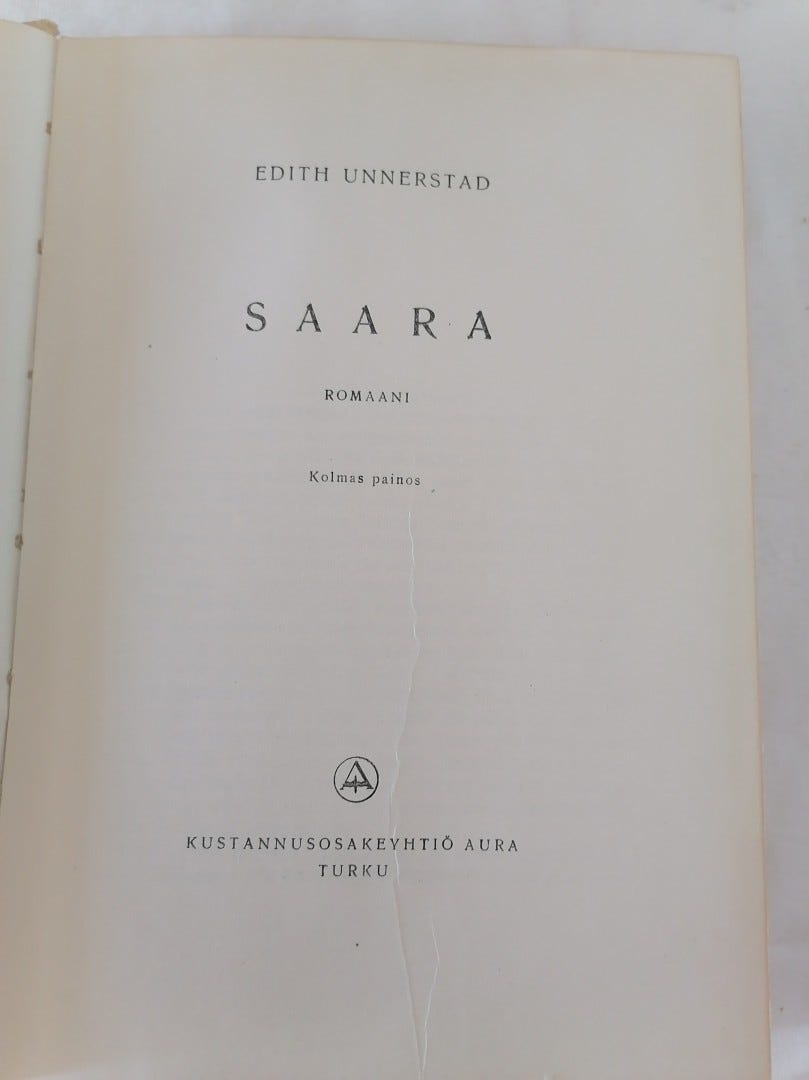 EDITH UNNERSTAD
SAARA
ROMAANI
Kolmas painos
A
KUSTANNUSOSAKEYHTIÖ AURA
TURKU